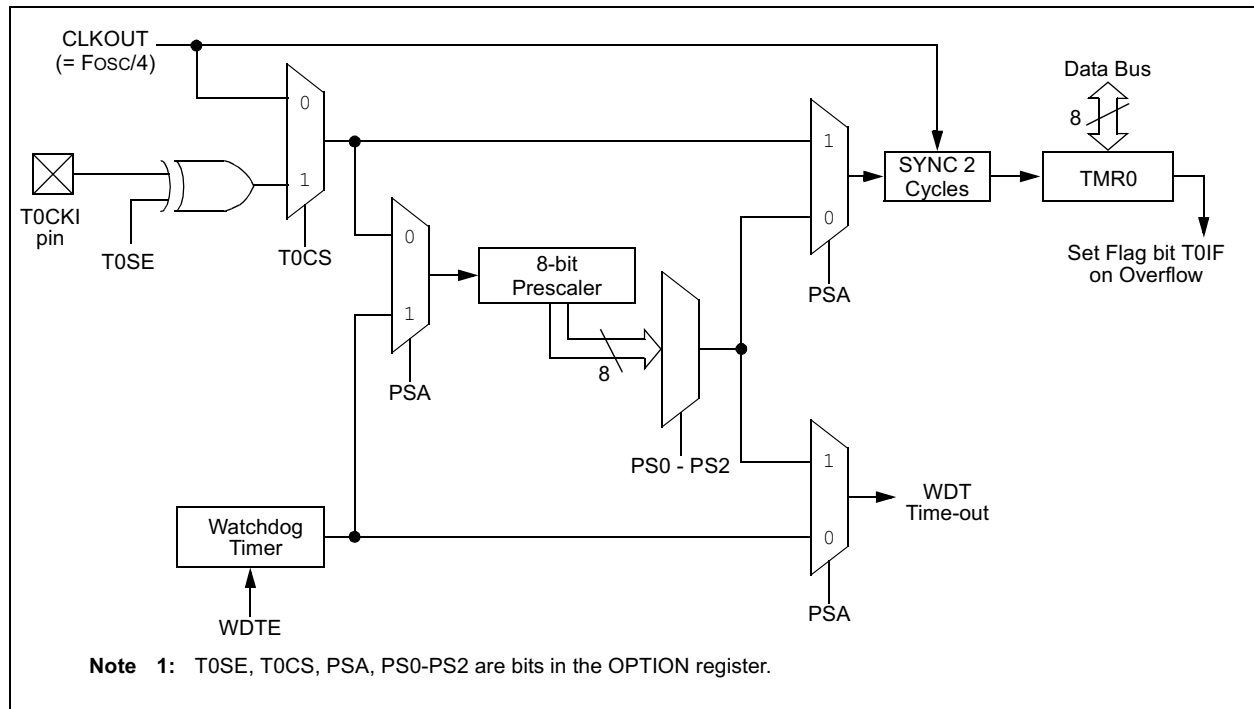 CLKOUT
(= FOSC/4)
0
1
T0CKI
pin
T0SE
T0CS
0
1
PSA
8-bit
Prescaler
8
PS0 - PS2
1
0
PSA
SYNC 2
Cycles
Data Bus
8
TMR0
Set Flag bit T0IF
on Overflow
Watchdog
Timer
WDTE
1
0
PSA
WDT
Time-out
Note 1: T0SE, T0CS, PSA, PS0-PS2 are bits in the OPTION register.